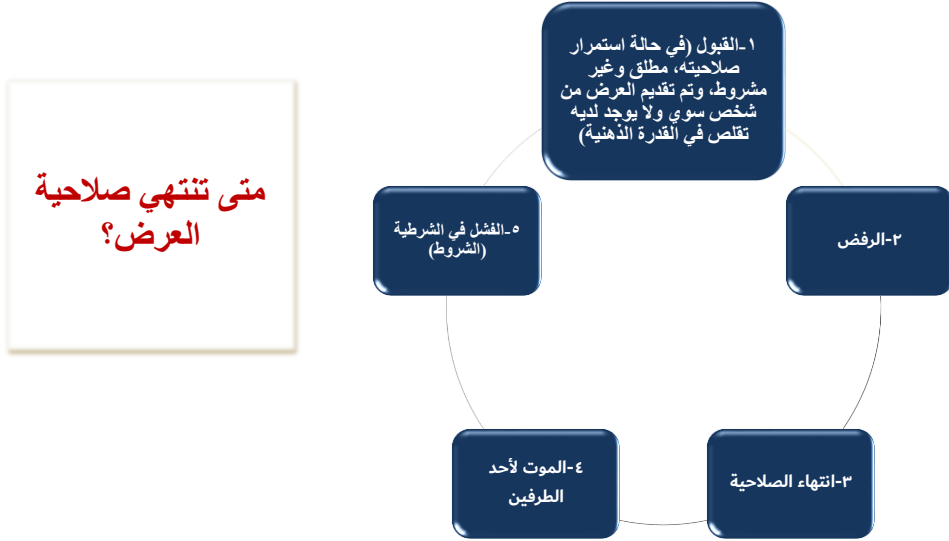 متى تنتهي صلاحية
العرض؟
١-القبول (في حالة استمرار
صلاحيته، مطلق وغير
مشروط، وتم تقديم العرض من
شخص سوي ولا يوجد لديه
تقلص في القدرة الذهنية)
٢-الرفض
٣-انتهاء الصلاحية
٤-الموت لأحد
الطرفين
٥-الفشل في الشرطية
(الشروط)